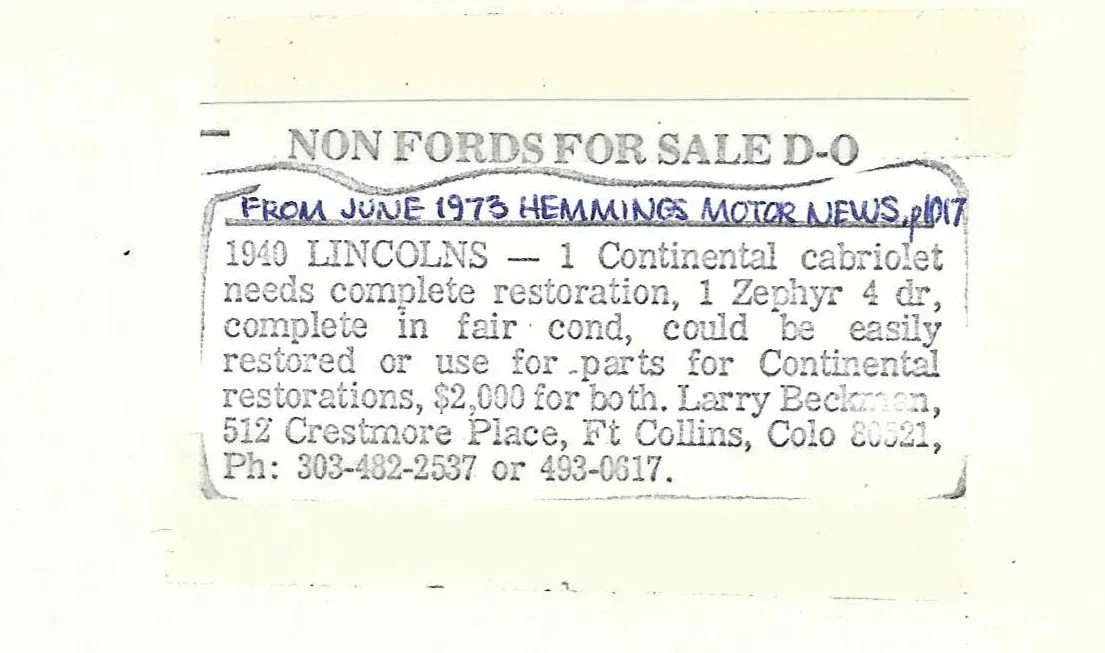 NON FORDS FOR SALE D-O
FROM JUNE 1973 HEMMINGS MOTOR NEWS, p1017
1940 LINCOLNS — 1 Continental cabriolet
needs complete restoration, 1 Zephyr 4 dr,
complete in fair cond, could be easily
restored or use for parts for Continental
restorations, $2,000 for both. Larry Beckman,
512 Crestmore Place, Ft Collins, Colo 80521,
Ph: 303-482-2537 or 493-0617.